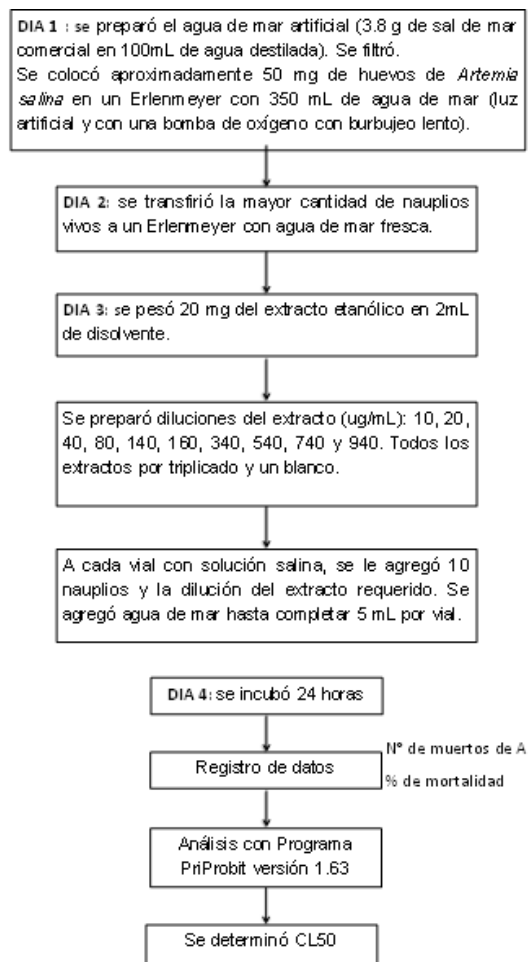 DIA 1 : se preparó el agua de mar artificial (3.8 g de sal de mar
comercial en 100mL de agua destilada). Se filtró.
Se colocó aproximadamente 50 mg de huevos de Artemia
salina en un Erlenmeyer con 350 mL de agua de mar (luz
artificial y con una bomba de oxígeno con burbujeo lento).
DIA 2: se transfirió la mayor cantidad de nauplios
vivos a un Erlenmeyer con agua de mar fresca.
DIA 3: se pesó 20 mg del extracto etanólico en 2mL
de disolvente.
Se preparó diluciones del extracto (ug/mL): 10, 20,
40, 80, 140, 160, 340, 540, 740 y 940. Todos los
extractos por triplicado y un blanco.
A cada vial con solución salina, se le agregó 10
nauplios y la dilución del extracto requerido. Se
agregó agua de mar hasta completar 5 mL por vial.
DIA 4: se incubó 24 horas
N° de muertos de A
Registro de datos
% de mortalidad
Análisis con Programa
PriProbit versión 1.63
Se determinó CL50